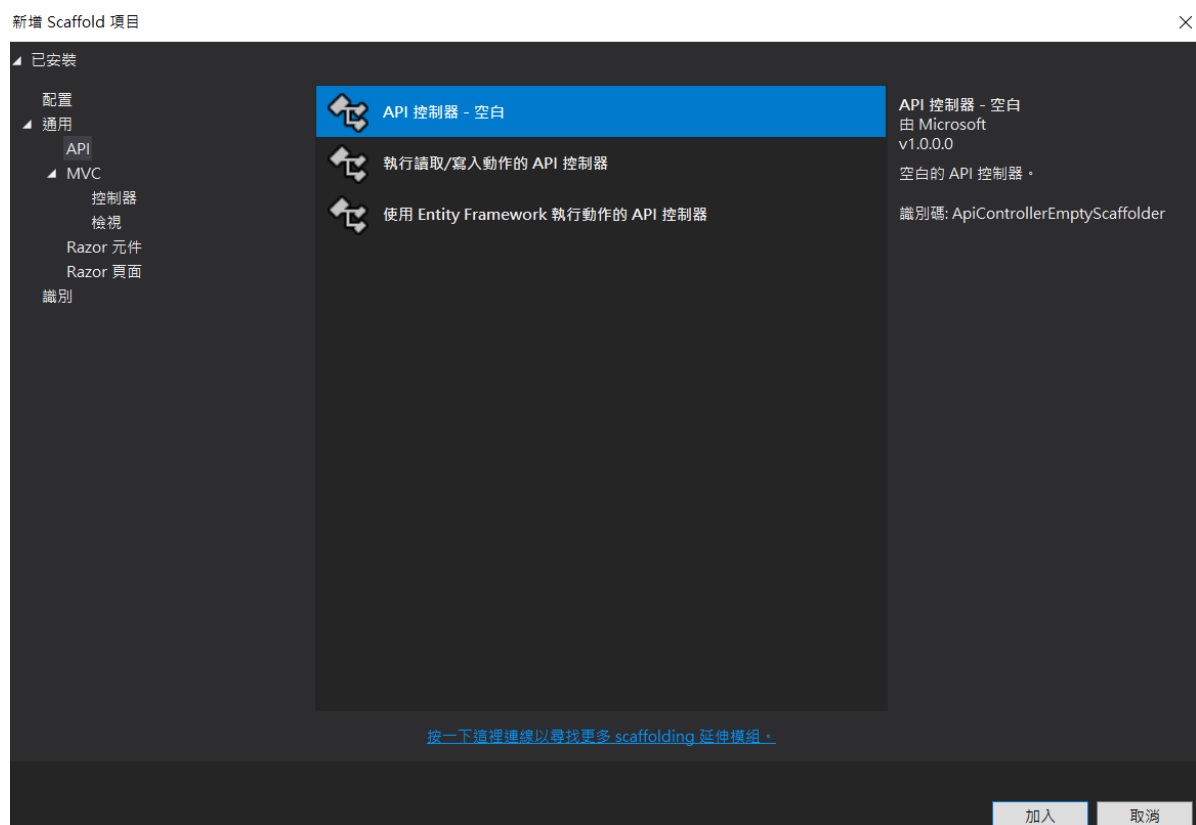 新增 Scaffold 項目
已安裝
配置
通用
API
MVC
控制器
檢視
Razor 元件
Razor 頁面
識別
API 控制器 - 空白
執行讀取/寫入動作的 API 控制器
使用 Entity Framework 執行動作的 API 控制器
API 控制器 - 空白
由 Microsoft
v1.0.0.0
空白的 API 控制器。
識別碼: ApiControllerEmptyScaffolder
按一下這裡連線以尋找更多 scaffolding 延伸模組。
加入
取消